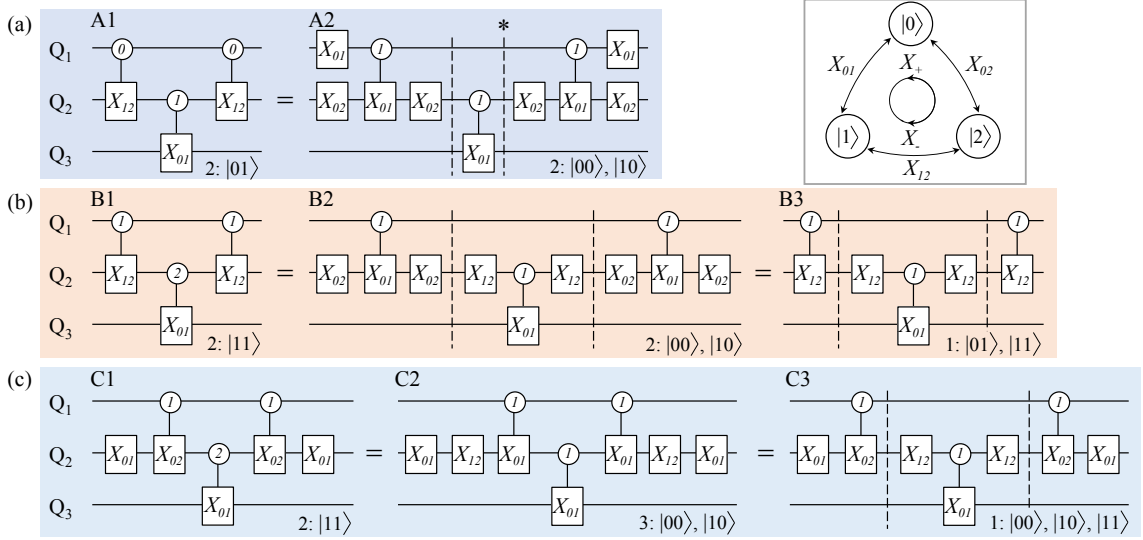 (a) A1 A2 *
Q1 0 0 X01 1 1 X01
Q2 X12 1 X12 = X02 X01 X02 1 X02 X01 X02
Q3 X01 X01
2: |01⟩ 2: |00⟩, |10⟩
|0⟩
X01 X+ X02
|1⟩ X- |2⟩
X12
(b) B1 B2 B3
Q1 1 1 1 1 1 1
Q2 X12 2 X12 = X02 X01 X02 X12 1 X12 X02 X01 X02 = X12 X12 1 X12 X12
Q3 X01 X01 X01
2: |11⟩ 2: |00⟩, |10⟩ 1: |01⟩, |11⟩
(c) C1 C2 C3
Q1 1 1 1 1 1 1
Q2 X01 X02 2 X02 X01 = X01 X12 X01 1 X01 X12 X01 = X01 X02 X12 1 X12 X02 X01
Q3 X01 X01 X01
2: |11⟩ 3: |00⟩, |10⟩ 1: |00⟩, |10⟩, |11⟩